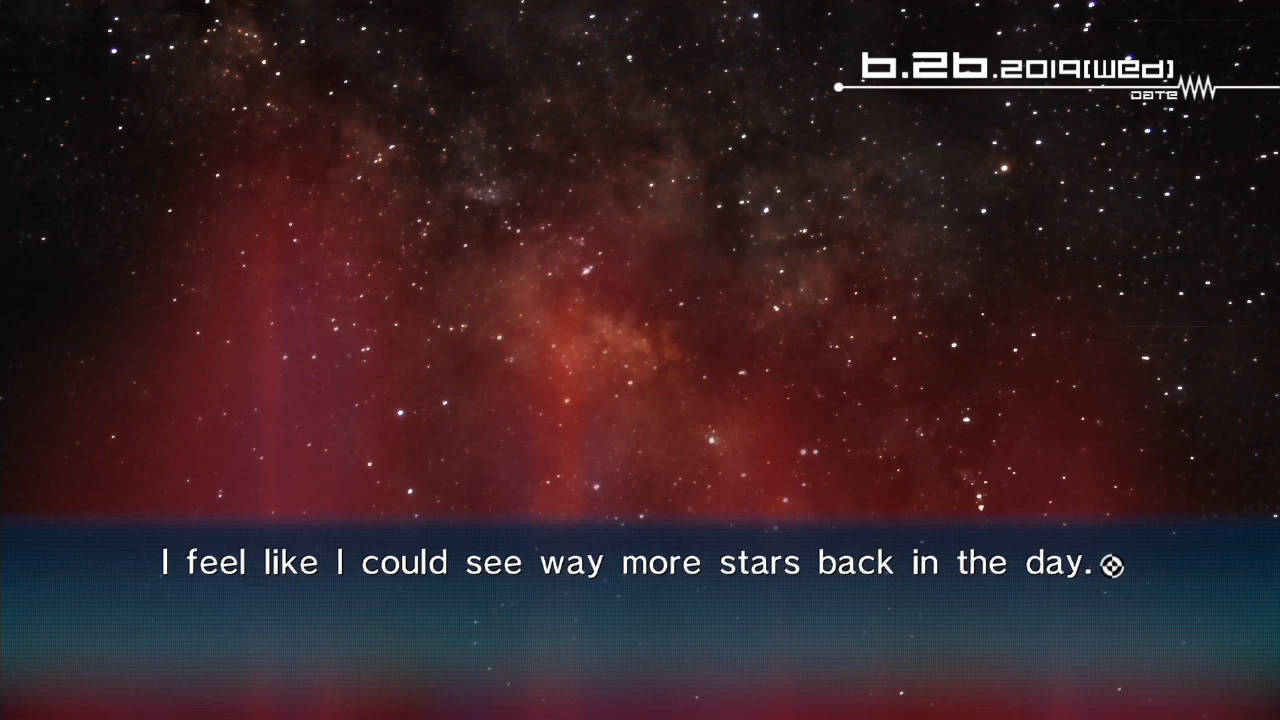 6.26.2019(Wed)
DATE
I feel like I could see way more stars back in the day.